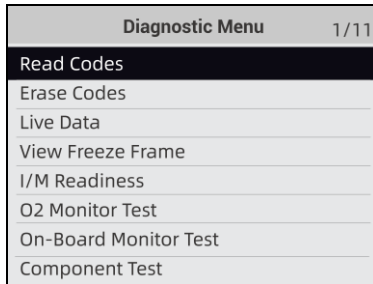 Diagnostic Menu 1/11
Read Codes
Erase Codes
Live Data
View Freeze Frame
I/M Readiness
O2 Monitor Test
On-Board Monitor Test
Component Test